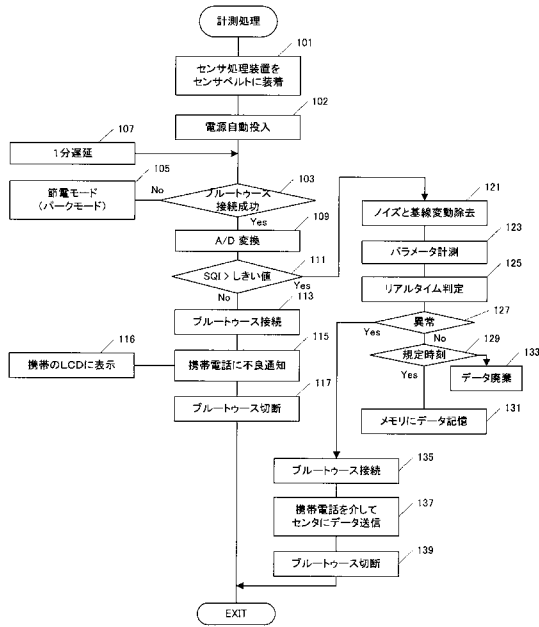 計測処理
101
センサ処理装置を
センサベルトに装着
102
電源自動投入
107
1分遅延
105
節電モード
(パークモード)
No
103
ブルートゥース
接続成功
Yes
109
A/D 変換
111
SQI＞しきい値
Yes
No
113
ブルートゥース接続
115
携帯電話に不良通知
116
携帯のLCDに表示
117
ブルートゥース切断
121
ノイズと基線変動除去
123
パラメータ計測
125
リアルタイム判定
127
異常
Yes
No
129
規定時刻
Yes
133
データ廃棄
131
メモリにデータ記憶
135
ブルートゥース接続
137
携帯電話を介して
センタにデータ送信
139
ブルートゥース切断
EXIT